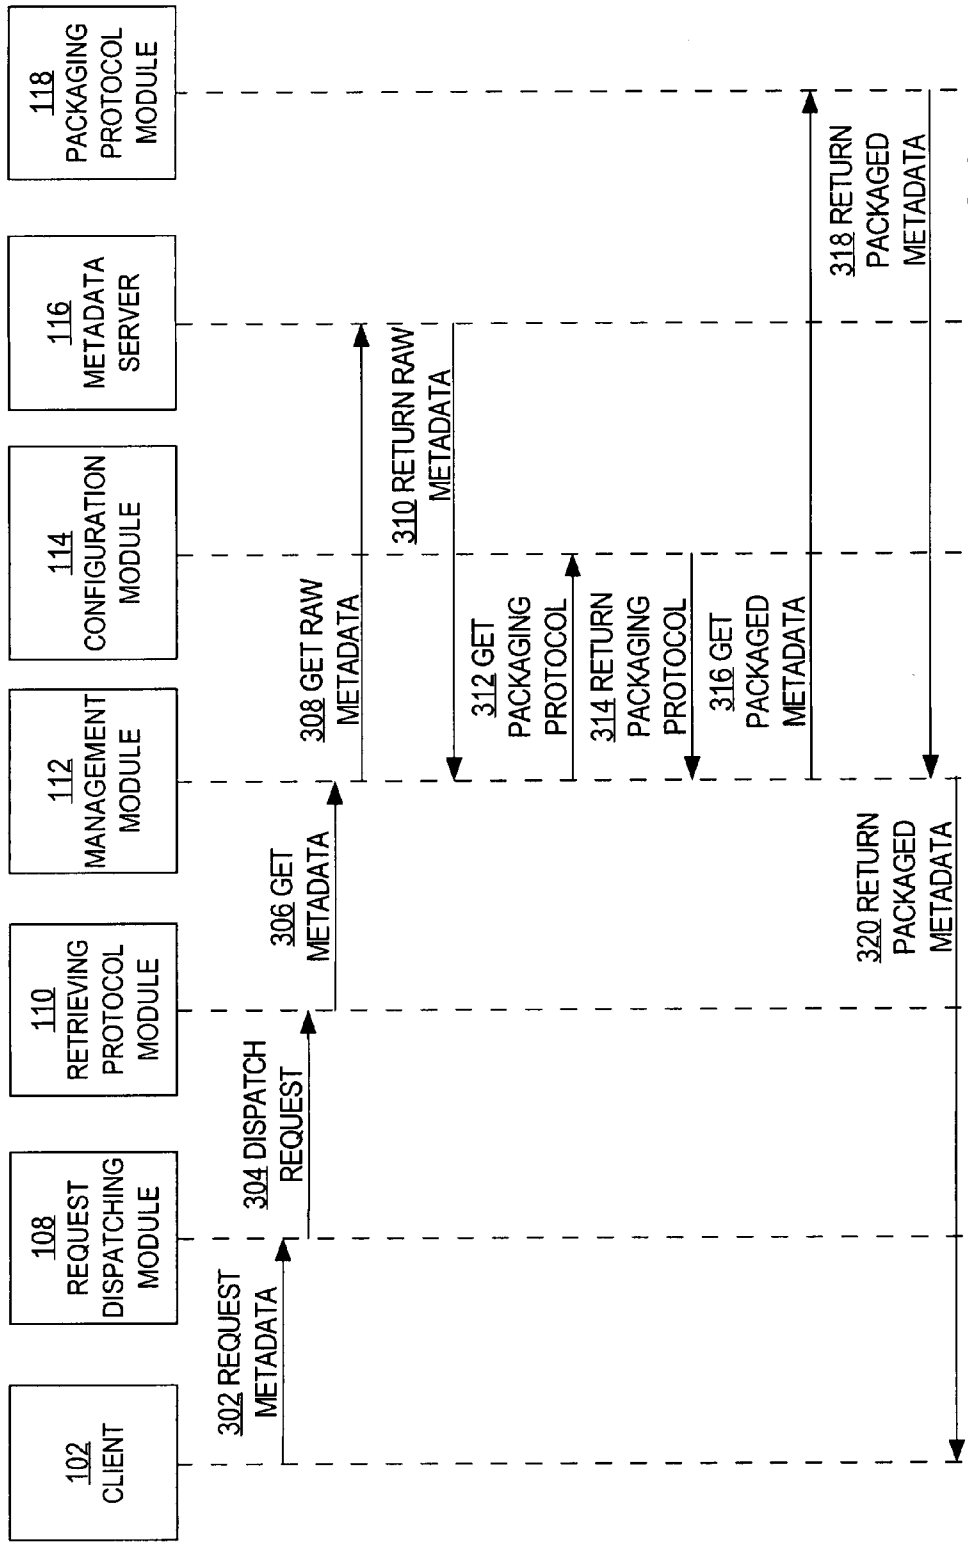 102
CLIENT
108
REQUEST
DISPATCHING
MODULE
110
RETRIEVING
PROTOCOL
MODULE
112
MANAGEMENT
MODULE
114
CONFIGURATION
MODULE
116
METADATA
SERVER
118
PACKAGING
PROTOCOL
MODULE
302 REQUEST
METADATA
304 DISPATCH
REQUEST
306 GET
METADATA
308 GET RAW
METADATA
310 RETURN RAW
METADATA
312 GET
PACKAGING
PROTOCOL
314 RETURN
PACKAGING
PROTOCOL
316 GET
PACKAGED
METADATA
318 RETURN
PACKAGED
METADATA
320 RETURN
PACKAGED
METADATA